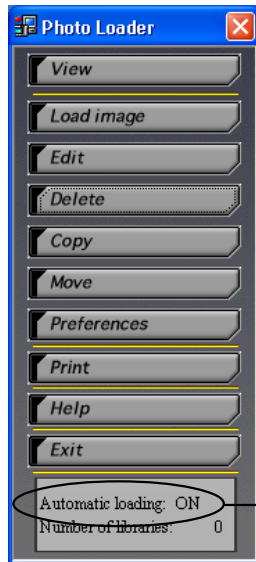 Photo Loader
View
Load image
Edit
Delete
Copy
Move
Preferences
Print
Help
Exit
Automatic loading: ON
Number of libraries: 0